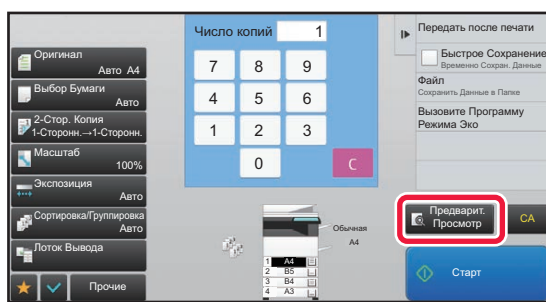 Оригинал
Авто A4
Выбор Бумаги
Авто
2-Стор. Копия
1-Сторонн.→1-Сторонн.
Масштаб
100%
Экспозиция
Авто
Сортировка/Группировка
Авто
Лоток Вывода
Прочие
Число копий 1
7 8 9
4 5 6
1 2 3
0 C
Обычная
A4
1 A4
2 B5
3 B4
4 A3
Передать после печати
Быстрое Сохранение
Временно Сохран. Данные
Файл
Сохранить Данные в Папке
Вызовите Программу
Режима Эко
Предварит.
Просмотр
CA
Старт